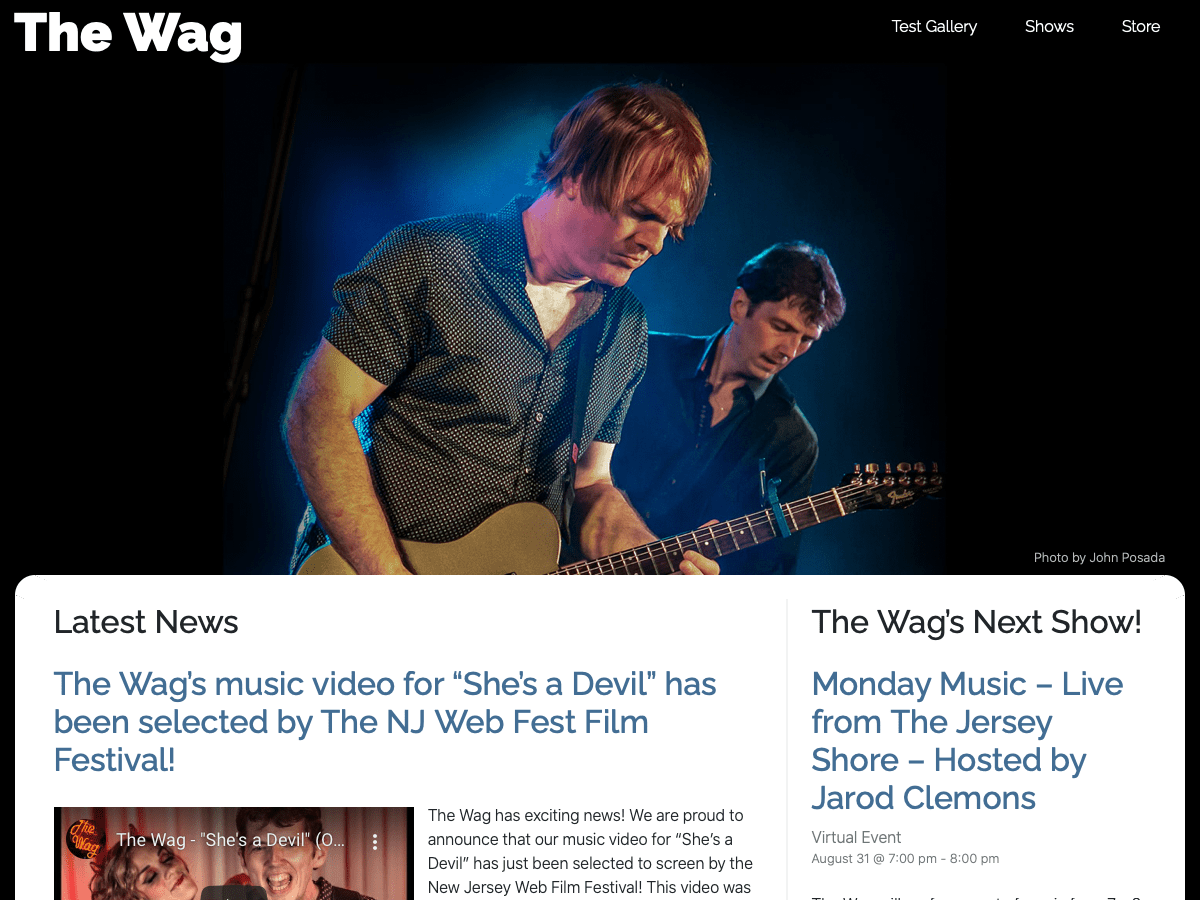 The Wag
Test Gallery
Shows
Store
Fender
Photo by John Posada
Latest News
The Wag’s music video for “She’s a Devil” has
been selected by The NJ Web Fest Film
Festival!
The Wag
The Wag - "She's a Devil" (O...
The Wag has exciting news! We are proud to
announce that our music video for “She’s a
Devil” has just been selected to screen by the
New Jersey Web Film Festival! This video was
The Wag’s Next Show!
Monday Music – Live
from The Jersey
Shore – Hosted by
Jarod Clemons
Virtual Event
August 31 @ 7:00 pm - 8:00 pm